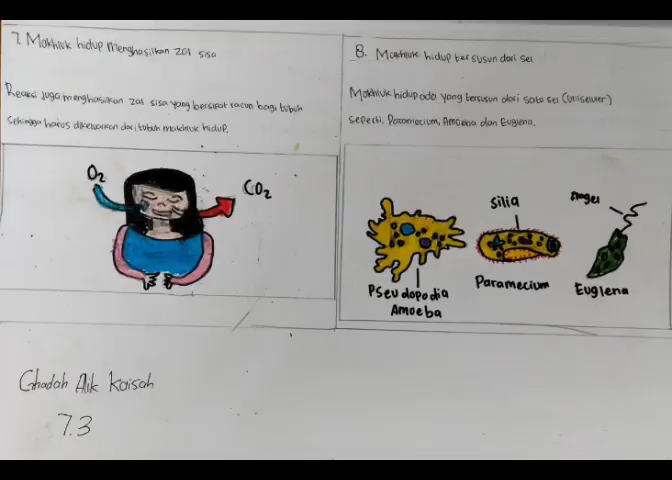 7. Makhluk hidup menghasilkan zat sisa
Reaksi juga menghasilkan zat sisa yang bersifat racun bagi tubuh
sehingga harus dikeluarkan dari tubuh makhluk hidup.
O₂
CO₂
8. Makhluk hidup tersusun dari sel
Makhluk hidup ada yang tersusun dari satu sel (uniseluler)
seperti. Paramecium, Amoeba dan Euglena.
Silia
Flagel
Pseudopodia
Amoeba
Paramecium
Euglena
Ghadah Alk Kaisah
7.3